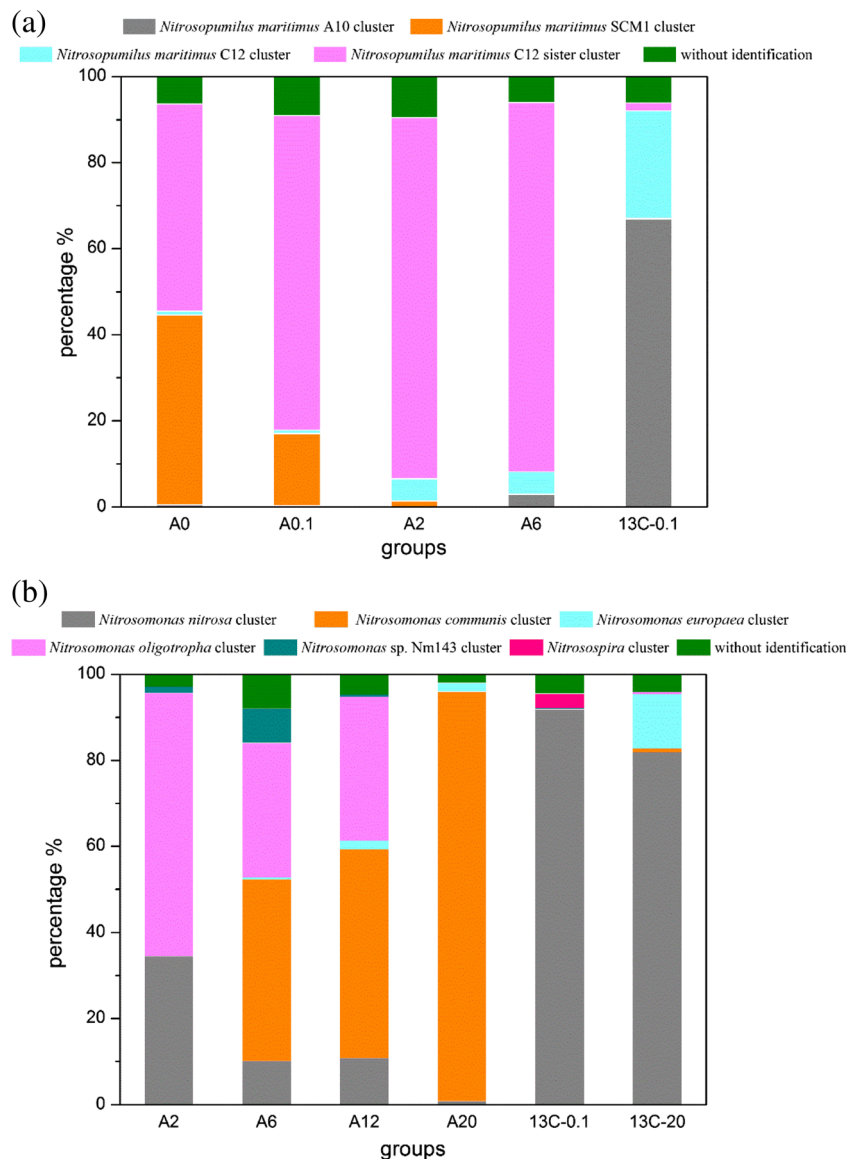 (a)
Nitrosopumilus maritimus A10 cluster Nitrosopumilus maritimus SCM1 cluster
Nitrosopumilus maritimus C12 cluster Nitrosopumilus maritimus C12 sister cluster without identification
100
80
60
40
20
0
percentage %
A0 A0.1 A2 A6 13C-0.1
groups
(b)
Nitrosomonas nitrosa cluster Nitrosomonas communis cluster Nitrosomonas europaea cluster
Nitrosomonas oligotropha cluster Nitrosomonas sp. Nm143 cluster Nitrosospira cluster without identification
100
80
60
40
20
0
percentage %
A2 A6 A12 A20 13C-0.1 13C-20
groups